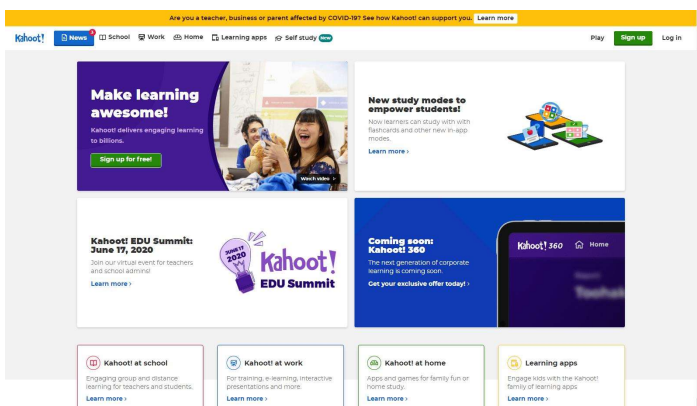 Are you a teacher, business or parent affected by COVID-19? See how Kahoot! can support you. Learn more
Kahoot! News School Work Home Learning apps Self study New Play Sign up Log in
Make learning
awesome!
Kahoot! delivers engaging learning
to billions.
Sign up for free!
Watch video
New study modes to
empower students!
Now learners can study with with
flashcards and other new in-app
modes.
Learn more ›
Kahoot! EDU Summit:
June 17, 2020
Join our virtual event for teachers
and school admins!
Learn more ›
JUNE 17
2020
Kahoot!
EDU Summit
Coming soon:
Kahoot! 360
The next generation of corporate
learning is coming soon.
Get your exclusive offer today! ›
Kahoot! 360 Home
Kahoot! at school
Engaging group and distance
learning for teachers and students.
Learn more ›
Kahoot! at work
For training, e-learning, interactive
presentations and more.
Learn more ›
Kahoot! at home
Apps and games for family fun or
home study.
Learn more ›
Learning apps
Engage kids with the Kahoot!
family of learning apps
Learn more ›